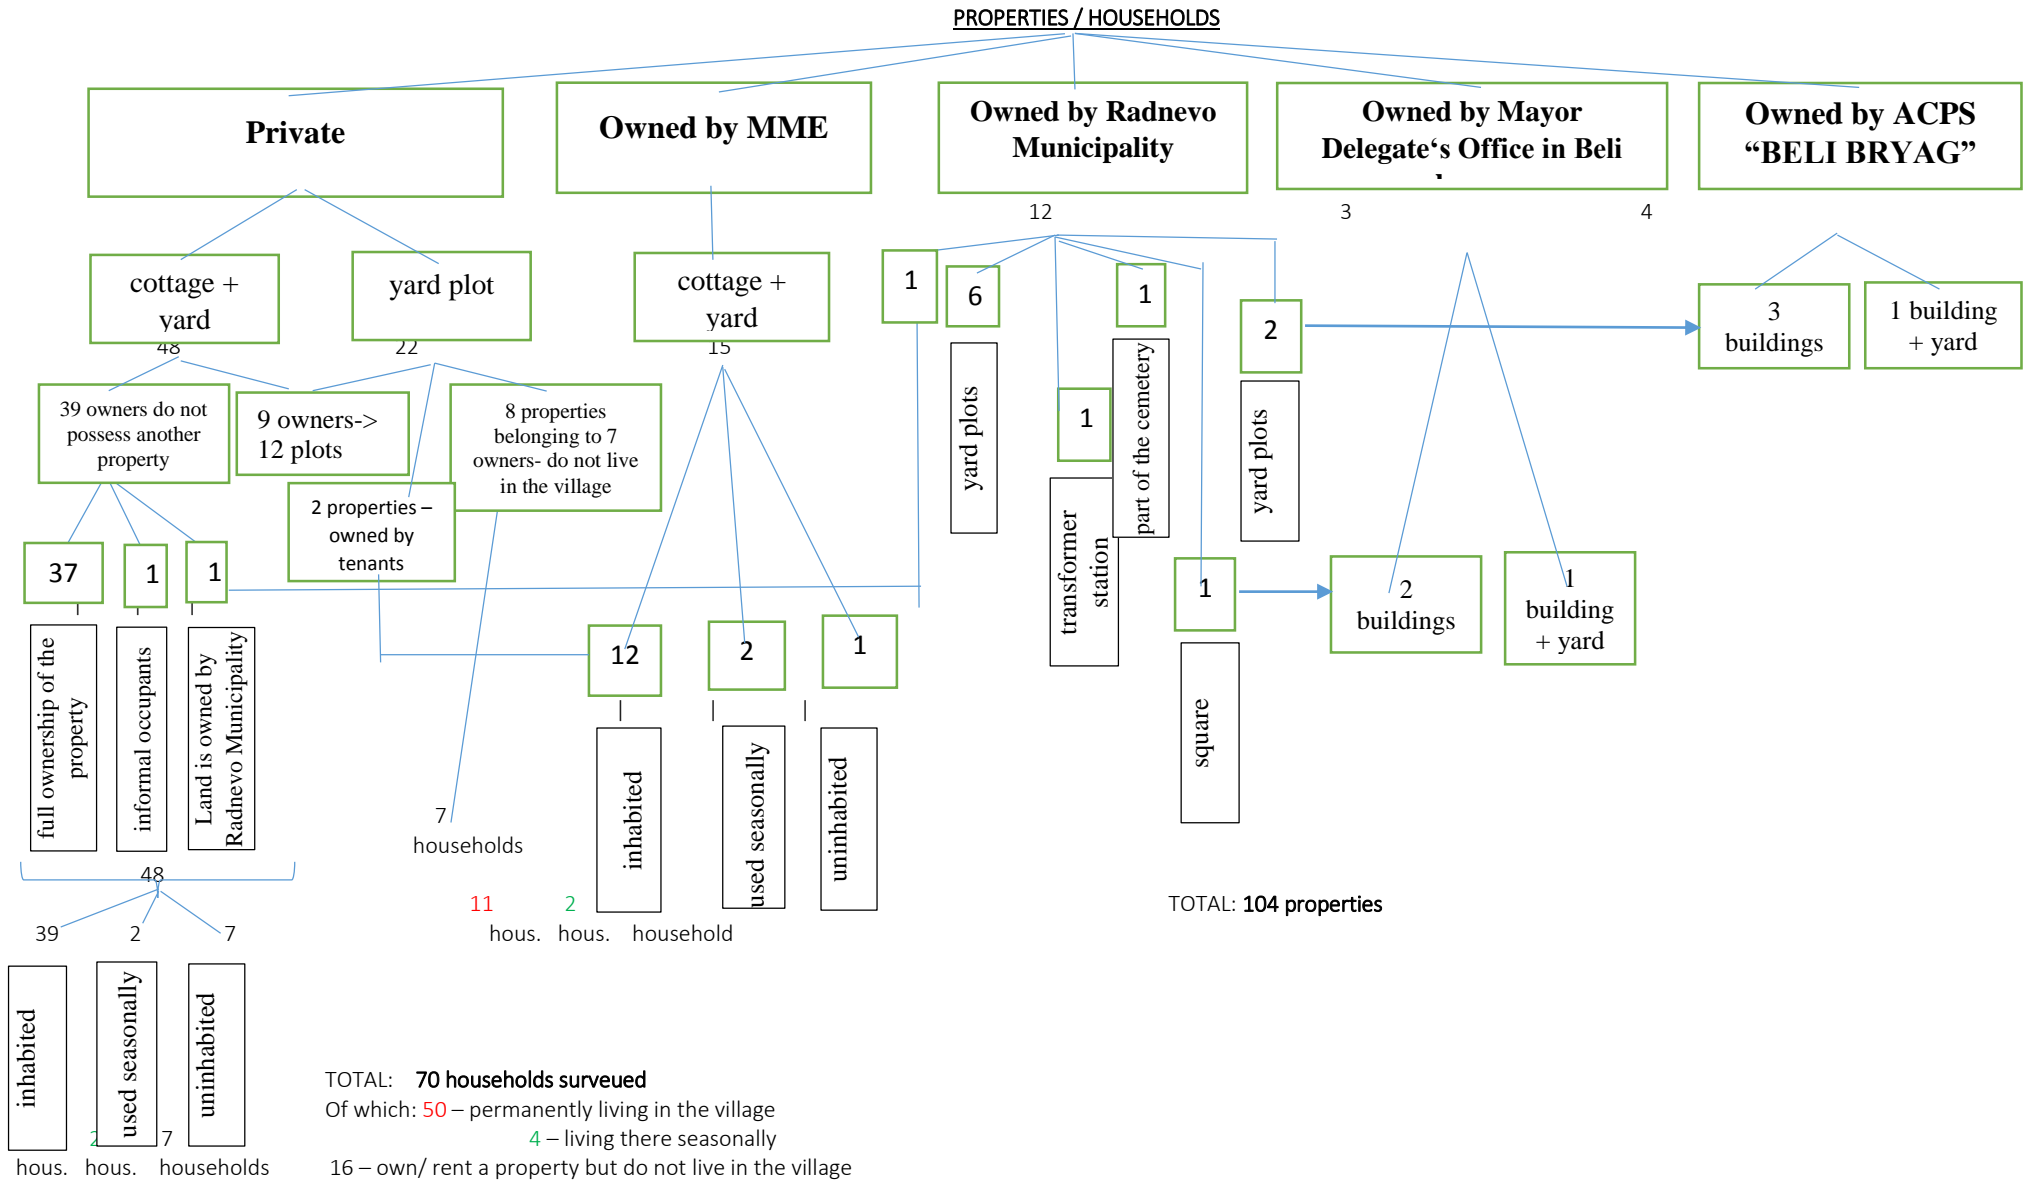 PROPERTIES / HOUSEHOLDS
Private
Owned by MME
Owned by Radnevo
Municipality
Owned by Mayor
Delegate‘s Office in Beli
Owned by ACPS
“BELI BRYAG”
12
3
4
cottage +
yard
48
yard plot
22
cottage +
yard
15
1
6
yard plots
1
transformer
station
1
part of the cemetery
1
square
2
yard plots
3
buildings
1 building
+ yard
2
buildings
1
building
+ yard
39 owners do not
possess another
property
9 owners->
12 plots
8 properties
belonging to 7
owners- do not live
in the village
2 properties –
owned by
tenants
37
1
1
full ownership of the
property
informal occupants
Land is owned by
Radnevo Municipality
12
2
1
inhabited
used seasonally
uninhabited
7
households
11
2
hous.
hous.
household
TOTAL: 104 properties
48
39
2
7
inhabited
used seasonally
uninhabited
7
hous.
hous.
households
TOTAL: 70 households surveued
Of which: 50 – permanently living in the village
4 – living there seasonally
16 – own/ rent a property but do not live in the village